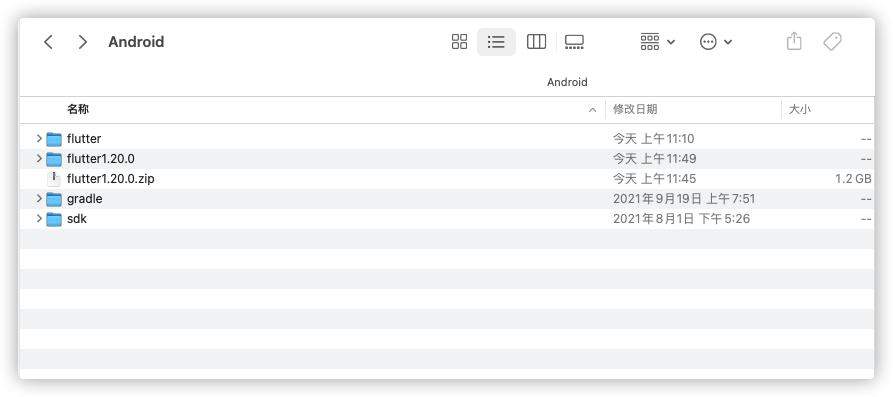 Android
Android
名称 修改日期 大小
flutter 今天 上午11:10 --
flutter1.20.0 今天 上午11:49 --
flutter1.20.0.zip 今天 上午11:45 1.2 GB
gradle 2021年9月19日 上午7:51 --
sdk 2021年8月1日 下午5:26 --